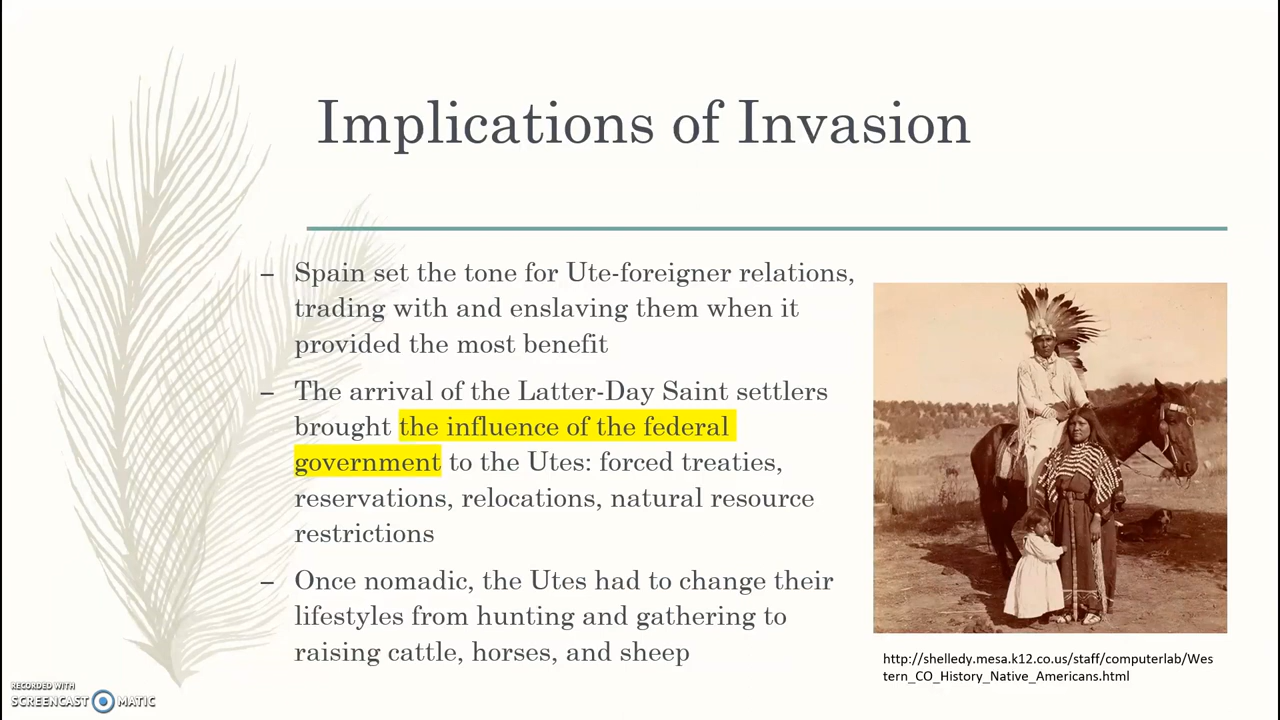 Implications of Invasion
– Spain set the tone for Ute-foreigner relations,
trading with and enslaving them when it
provided the most benefit
– The arrival of the Latter-Day Saint settlers
brought the influence of the federal
government to the Utes: forced treaties,
reservations, relocations, natural resource
restrictions
– Once nomadic, the Utes had to change their
lifestyles from hunting and gathering to
raising cattle, horses, and sheep
http://shelledy.mesa.k12.co.us/staff/computerlab/Wes
tern_CO_History_Native_Americans.html
RECORDED WITH
SCREENCAST MATIC